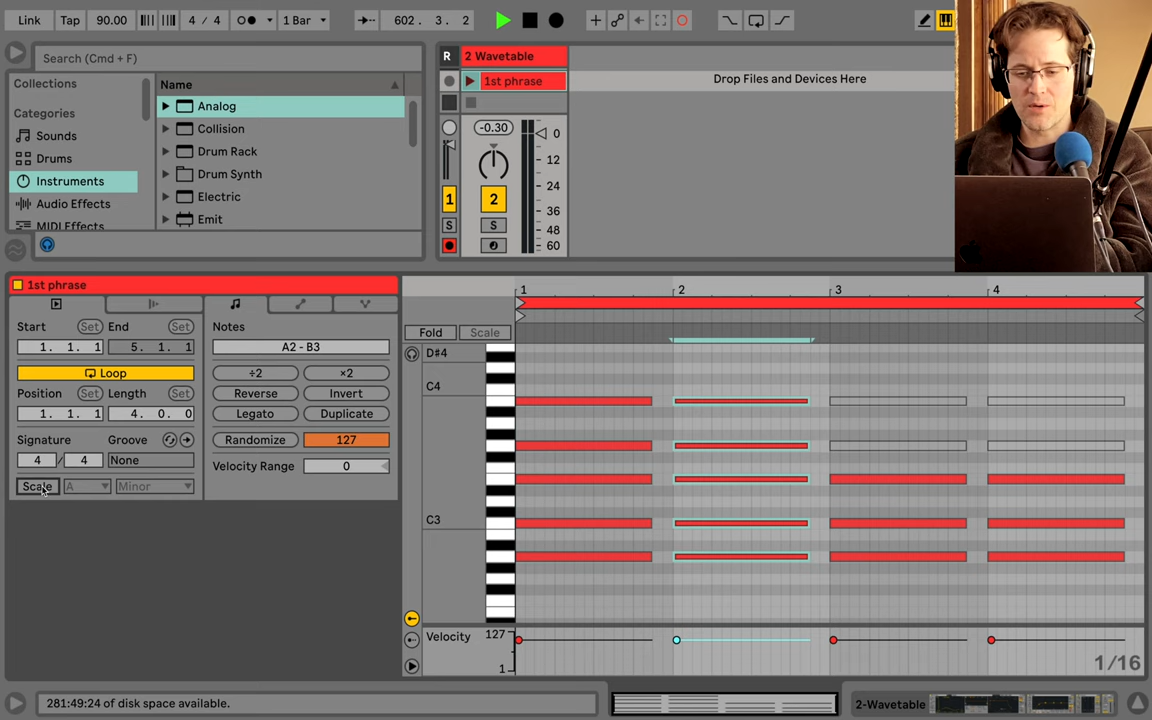 Link Tap 90.00 4 / 4 1 Bar 602. 3. 2
Search (Cmd + F)
Collections
Categories
Sounds
Drums
Instruments
Audio Effects
MIDI Effects
Name
Analog
Collision
Drum Rack
Drum Synth
Electric
Emit
R 2 Wavetable
1st phrase
-0.30
0
12
24
36
48
60
1 2
S S
Drop Files and Devices Here
1st phrase
Start Set End Set
1. 1. 1 5. 1. 1
Loop
Position Set Length Set
1. 1. 1 4. 0. 0
Signature Groove
4 / 4 None
Scale A Minor
Notes
A2 - B3
÷2 ×2
Reverse Invert
Legato Duplicate
Randomize 127
Velocity Range 0
1 2 3 4
Fold Scale
D#4
C4
C3
Velocity 127
1
1/16
281:49:24 of disk space available.
2-Wavetable